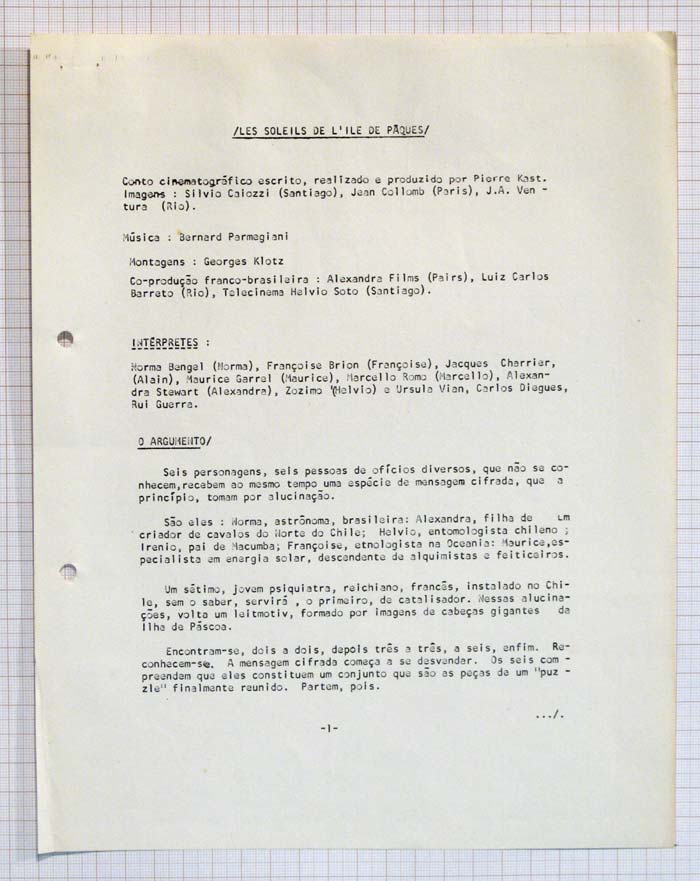 /LES SOLEILS DE L'ILE DE PÂQUES/
Conto cinematográfico escrito, realizado e produzido por Pierre Kast.
Imagens : Silvio Caiozzi (Santiago), Jean Collomb (Paris), J.A. Ven -
tura (Rio).
Música : Bernard Parmegiani
Montagens : Georges Klotz
Co-produção franco-brasileira : Alexandra Films (Pairs), Luiz Carlos
Barreto (Rio), Telecinema Helvio Soto (Santiago).
INTÉRPRETES :
Norma Bengel (Norma), Françoise Brion (Françoise), Jacques Charrier,
(Alain), Maurice Garrel (Maurice), Marcello Romo (Marcello), Alexan-
dra Stewart (Alexandra), Zozimo (Helvio) e Ursula Vian, Carlos Diegues,
Rui Guerra.
O ARGUMENTO/
Seis personagens, seis pessoas de ofícios diversos, que não se co-
nhecem,recebem ao mesmo tempo uma espécie de mensagem cifrada, que a
princípio, tomam por alucinação.
São eles : Norma, astrônoma, brasileira: Alexandra, filha de um
criador de cavalos do Norte do Chile; Helvio, entomologista chileno ;
Irenio, pai de Macumba; Françoise, etnologista na Oceania: Maurice,es-
pecialista em energia solar, descendente de alquimistas e feiticeiros.
Um sétimo, jovem psiquiatra, reichiano, francês, instalado no Chi-
le, sem o saber, servirá , o primeiro, de catalisador. Nessas alucina-
ções, volta um leitmotiv, formado por imagens de cabeças gigantes da
Ilha de Páscoa.
Encontram-se, dois a dois, depois três a três, a seis, enfim. Re-
conhecem-se. A mensagem cifrada começa a se desvendar. Os seis com -
preendem que eles constituem um conjunto que são as peças de um "puz -
zle" finalmente reunido. Partem, pois.
.../.
-1-